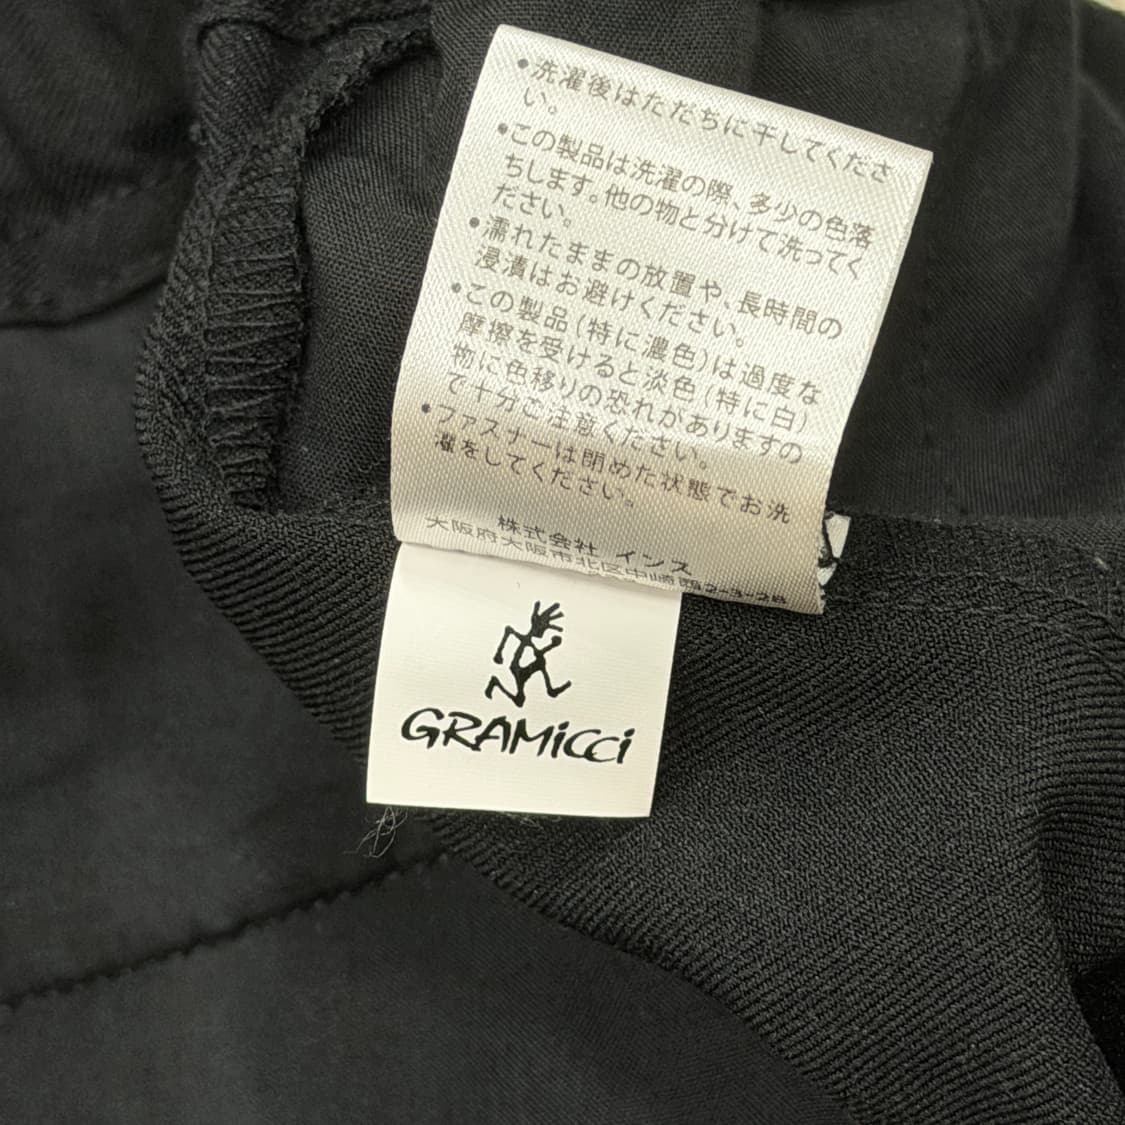 •洗濯後はただちに干してくださ
い。
•この製品は洗濯の際、多少の色落
ちします。他の物と分けて洗ってく
ださい。
•濡れたままの放置や、長時間の
浸漬はお避けください。
•この製品(特に濃色)は過度な
摩擦を受けると淡色(特に白)
物に色移りの恐れがありますの
で十分ご注意ください。
•ファスナーは閉めた状態でお洗
濯をしてください。
株式会社 インス
大阪府大阪市北区中崎西2-3-26
GRAMiCCi